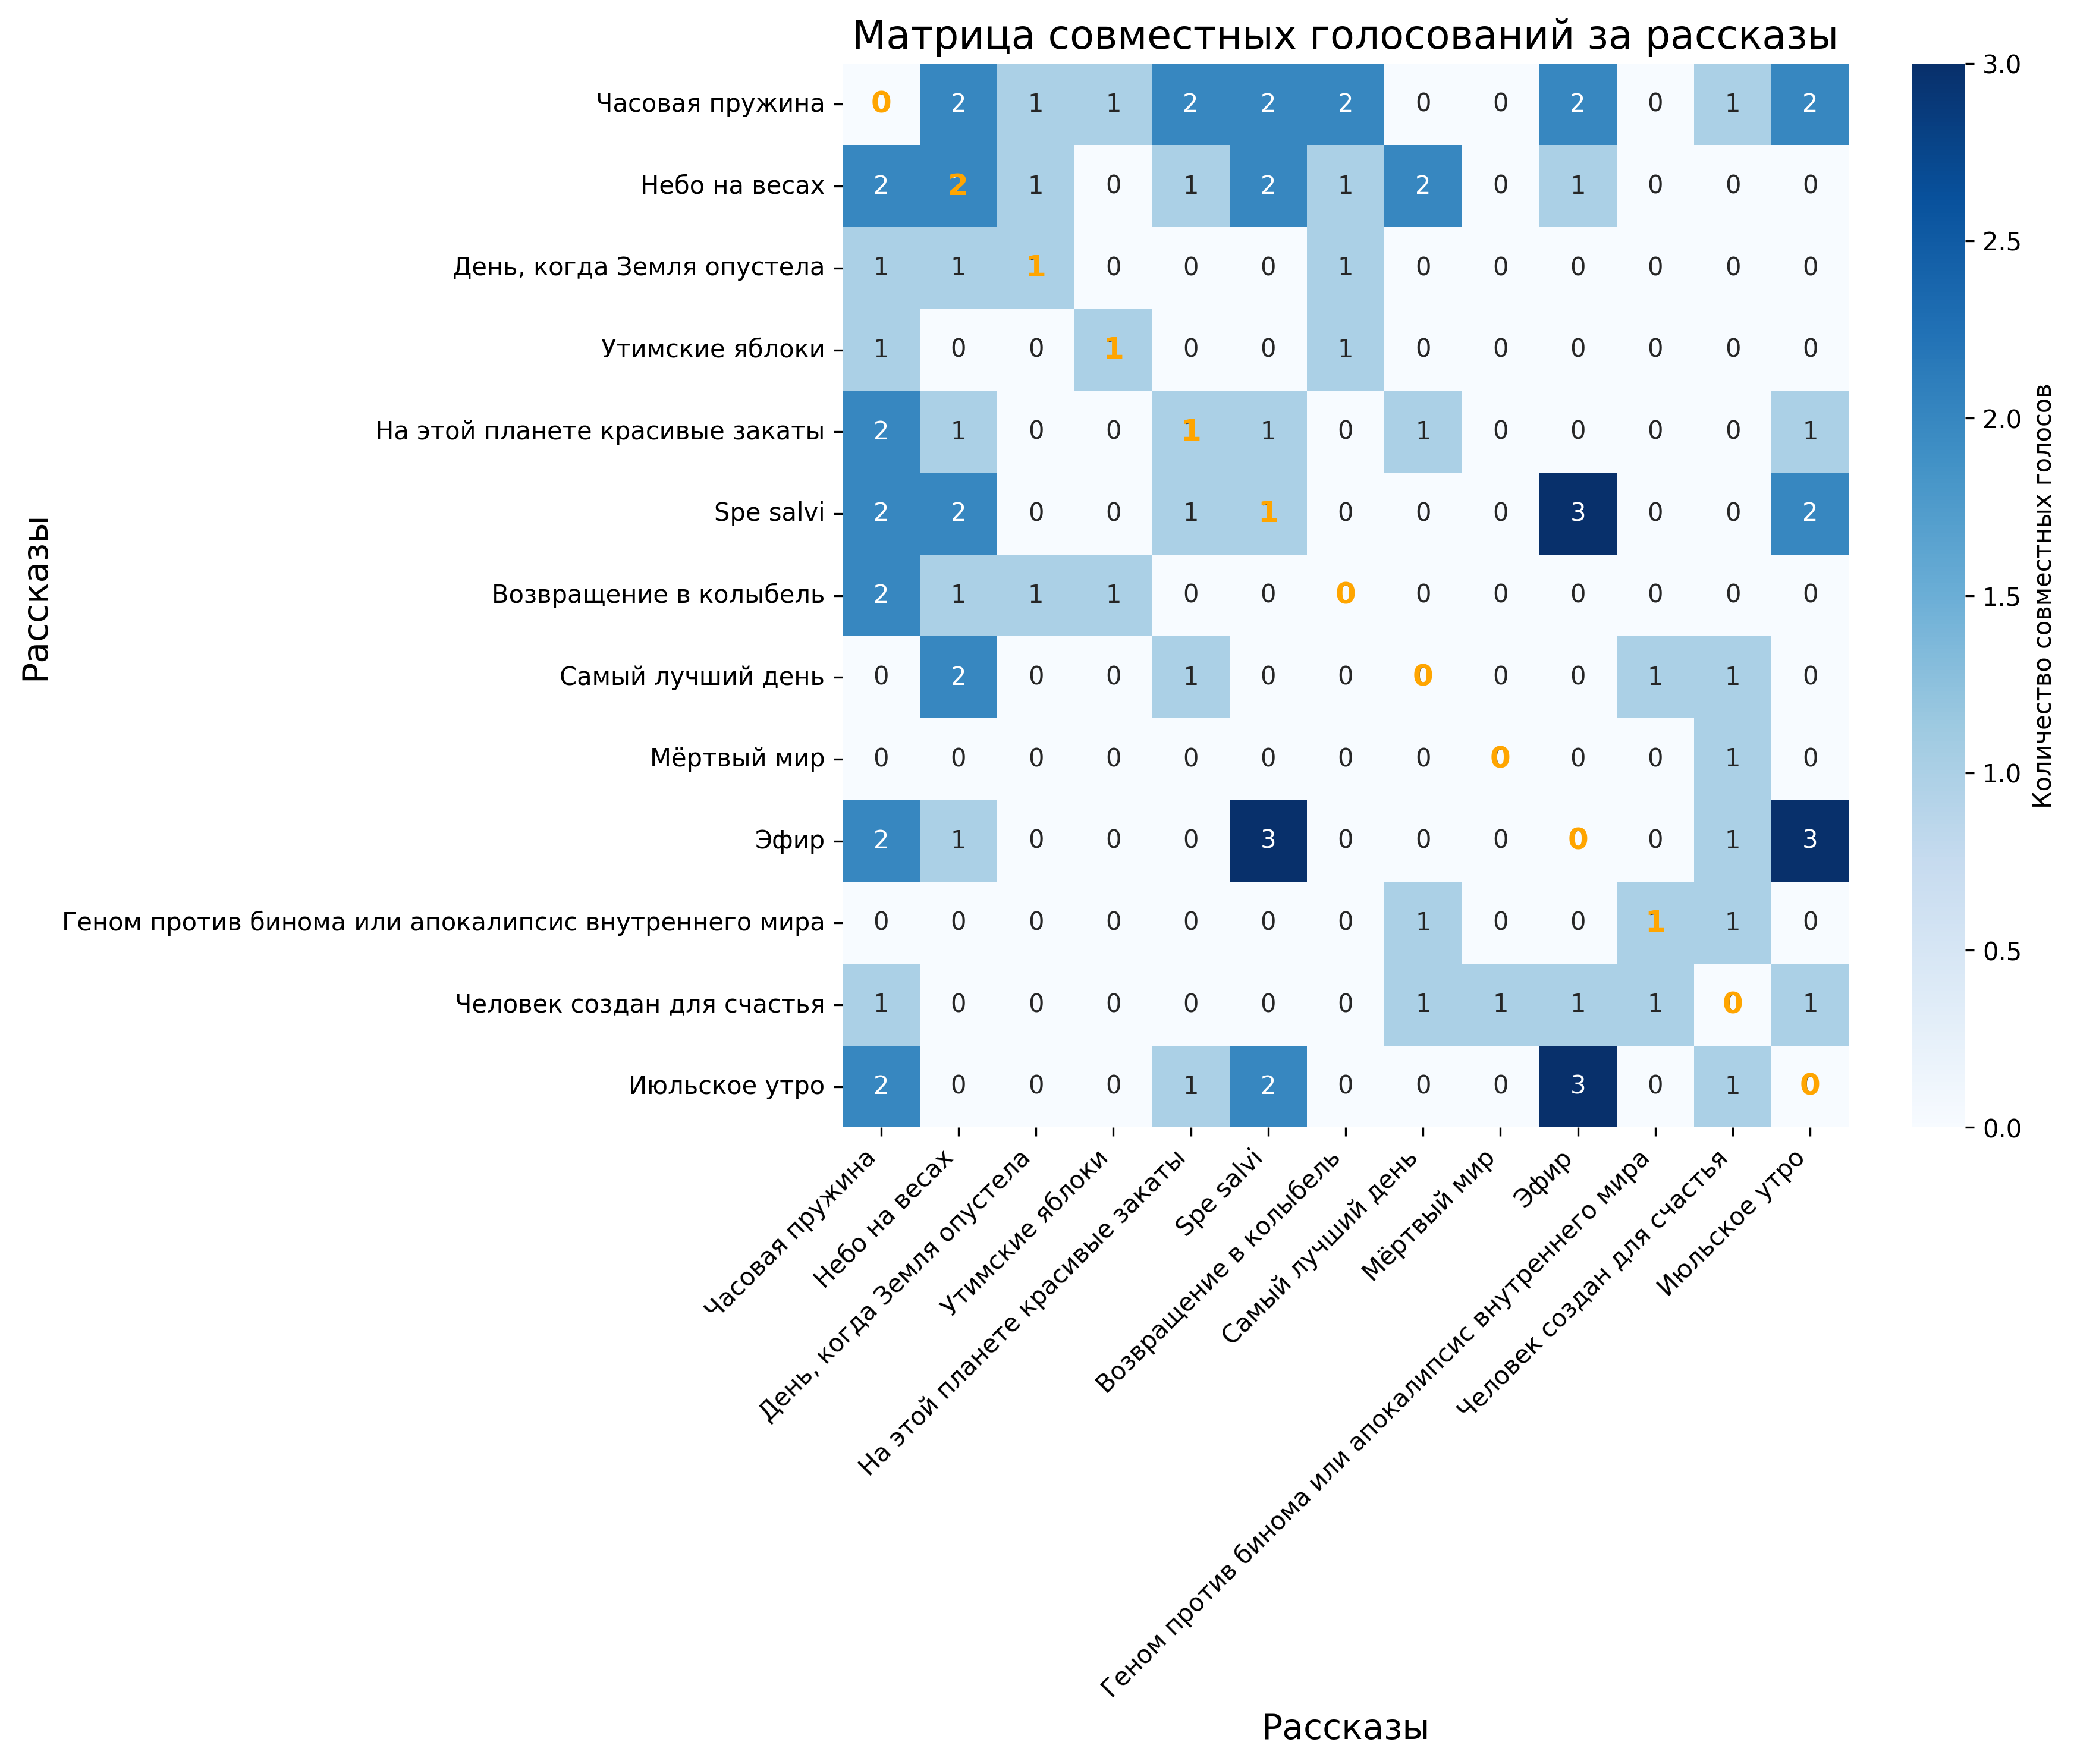 Матрица совместных голосований за рассказы
Часовая пружина 0 2 1 1 2 2 2 0 0 2 0 1 2
Небо на весах 2 2 1 0 1 2 1 2 0 1 0 0 0
День, когда Земля опустела 1 1 1 0 0 0 1 0 0 0 0 0 0
Утимские яблоки 1 0 0 1 0 0 1 0 0 0 0 0 0
На этой планете красивые закаты 2 1 0 0 1 1 0 1 0 0 0 0 1
Spe salvi 2 2 0 0 1 1 0 0 0 3 0 0 2
Возвращение в колыбель 2 1 1 1 0 0 0 0 0 0 0 0 0
Самый лучший день 0 2 0 0 1 0 0 0 0 0 1 1 0
Мёртвый мир 0 0 0 0 0 0 0 0 0 0 0 1 0
Эфир 2 1 0 0 0 3 0 0 0 0 0 1 3
Геном против бинома или апокалипсис внутреннего мира 0 0 0 0 0 0 0 1 0 0 1 1 0
Человек создан для счастья 1 0 0 0 0 0 0 1 1 1 1 0 1
Июльское утро 2 0 0 0 1 2 0 0 0 3 0 1 0
Рассказы
Часовая пружина
Небо на весах
День, когда Земля опустела
Утимские яблоки
На этой планете красивые закаты
Spe salvi
Возвращение в колыбель
Самый лучший день
Мёртвый мир
Эфир
Геном против бинома или апокалипсис внутреннего мира
Человек создан для счастья
Июльское утро
Рассказы
3.0
2.5
2.0
1.5
1.0
0.5
0.0
Количество совместных голосов